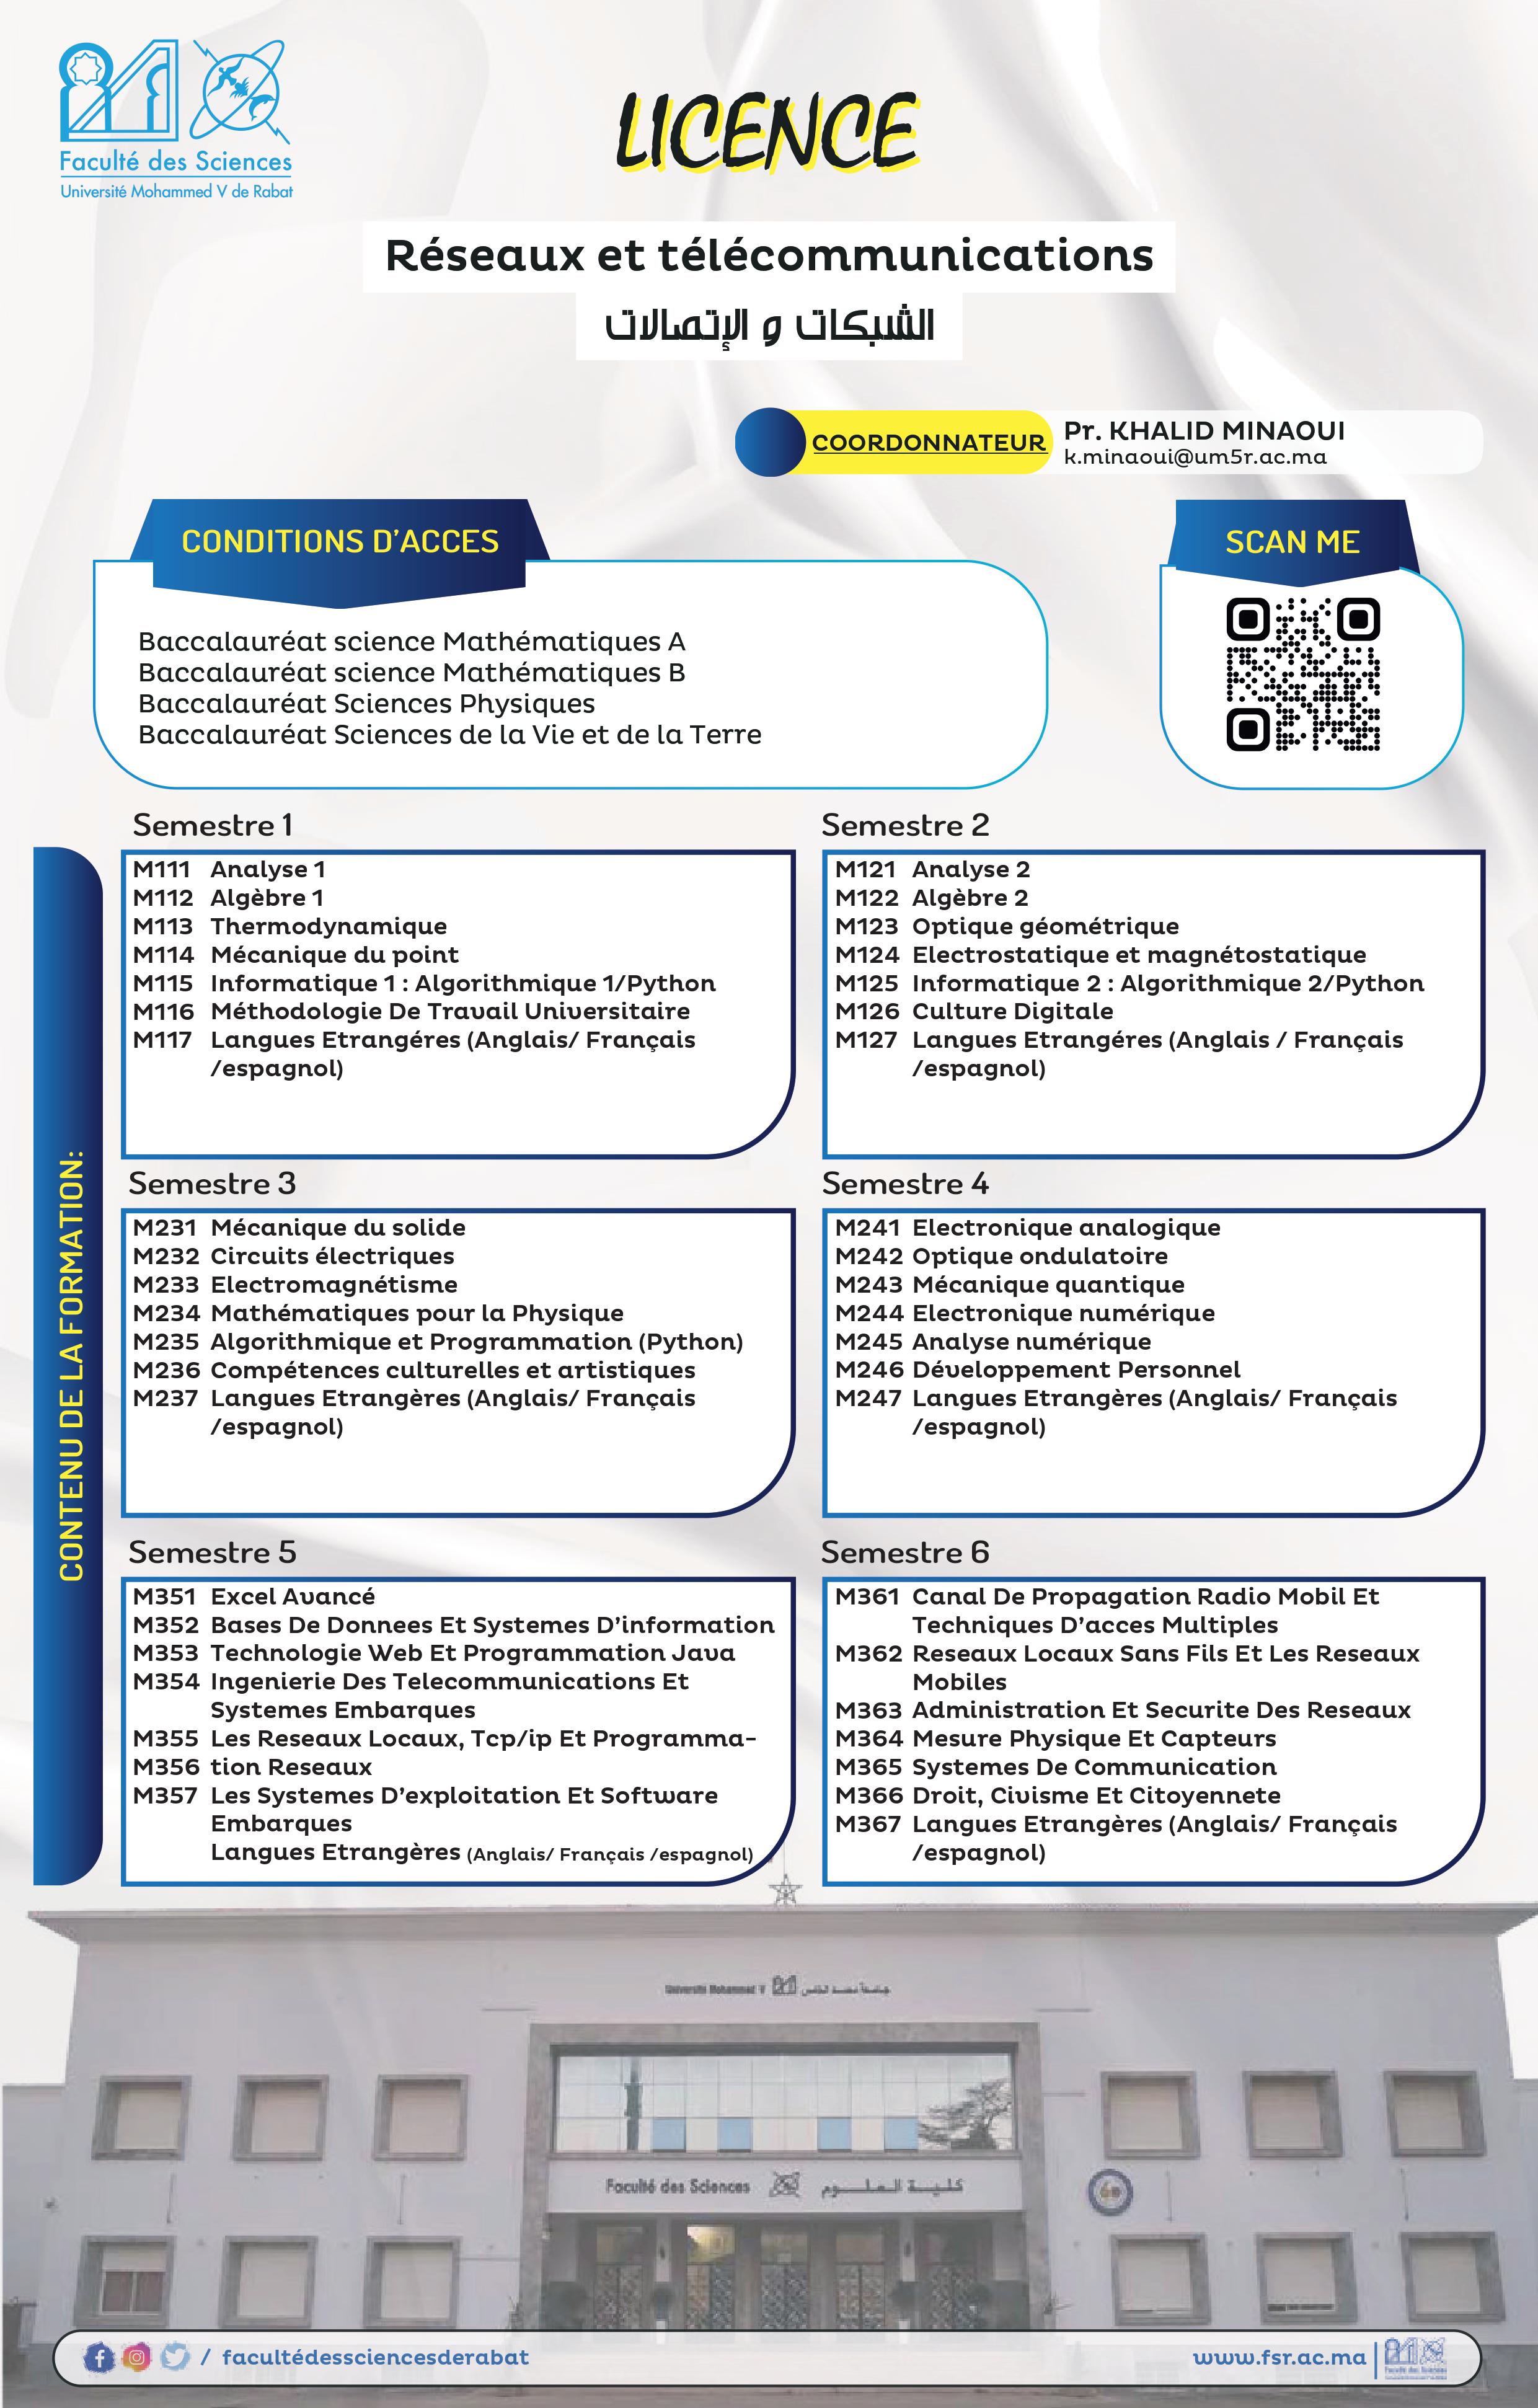 Faculté des Sciences
Université Mohammed V de Rabat
LICENCE
Réseaux et télécommunications
الشبكات و الإتصالات
COORDONNATEUR
Pr. KHALID MINAOUI
k.minaoui@um5r.ac.ma
CONDITIONS D'ACCES
Baccalauréat science Mathématiques A
Baccalauréat science Mathématiques B
Baccalauréat Sciences Physiques
Baccalauréat Sciences de la Vie et de la Terre
SCAN ME
CONTENU DE LA FORMATION:
Semestre 1
M111 Analyse 1
M112 Algèbre 1
M113 Thermodynamique
M114 Mécanique du point
M115 Informatique 1 : Algorithmique 1/Python
M116 Méthodologie De Travail Universitaire
M117 Langues Etrangéres (Anglais/ Français
/espagnol)
Semestre 2
M121 Analyse 2
M122 Algèbre 2
M123 Optique géométrique
M124 Electrostatique et magnétostatique
M125 Informatique 2 : Algorithmique 2/Python
M126 Culture Digitale
M127 Langues Etrangéres (Anglais / Français
/espagnol)
Semestre 3
M231 Mécanique du solide
M232 Circuits électriques
M233 Electromagnétisme
M234 Mathématiques pour la Physique
M235 Algorithmique et Programmation (Python)
M236 Compétences culturelles et artistiques
M237 Langues Etrangères (Anglais/ Français
/espagnol)
Semestre 4
M241 Electronique analogique
M242 Optique ondulatoire
M243 Mécanique quantique
M244 Electronique numérique
M245 Analyse numérique
M246 Développement Personnel
M247 Langues Etrangères (Anglais/ Français
/espagnol)
Semestre 5
M351 Excel Avancé
M352 Bases De Donnees Et Systemes D'information
M353 Technologie Web Et Programmation Java
M354 Ingenierie Des Telecommunications Et
Systemes Embarques
M355 Les Reseaux Locaux, Tcp/ip Et Programma-
M356 tion Reseaux
M357 Les Systemes D'exploitation Et Software
Embarques
Langues Etrangères (Anglais/ Français /espagnol)
Semestre 6
M361 Canal De Propagation Radio Mobil Et
Techniques D'acces Multiples
M362 Reseaux Locaux Sans Fils Et Les Reseaux
Mobiles
M363 Administration Et Securite Des Reseaux
M364 Mesure Physique Et Capteurs
M365 Systemes De Communication
M366 Droit, Civisme Et Citoyennete
M367 Langues Etrangères (Anglais/ Français
/espagnol)
Université Mohammed V جامعة محمد الخامس
Faculté des Sciences كلية العلوم
60
/ facultédessciencesderabat
www.fsr.ac.ma
Faculté des Sciences